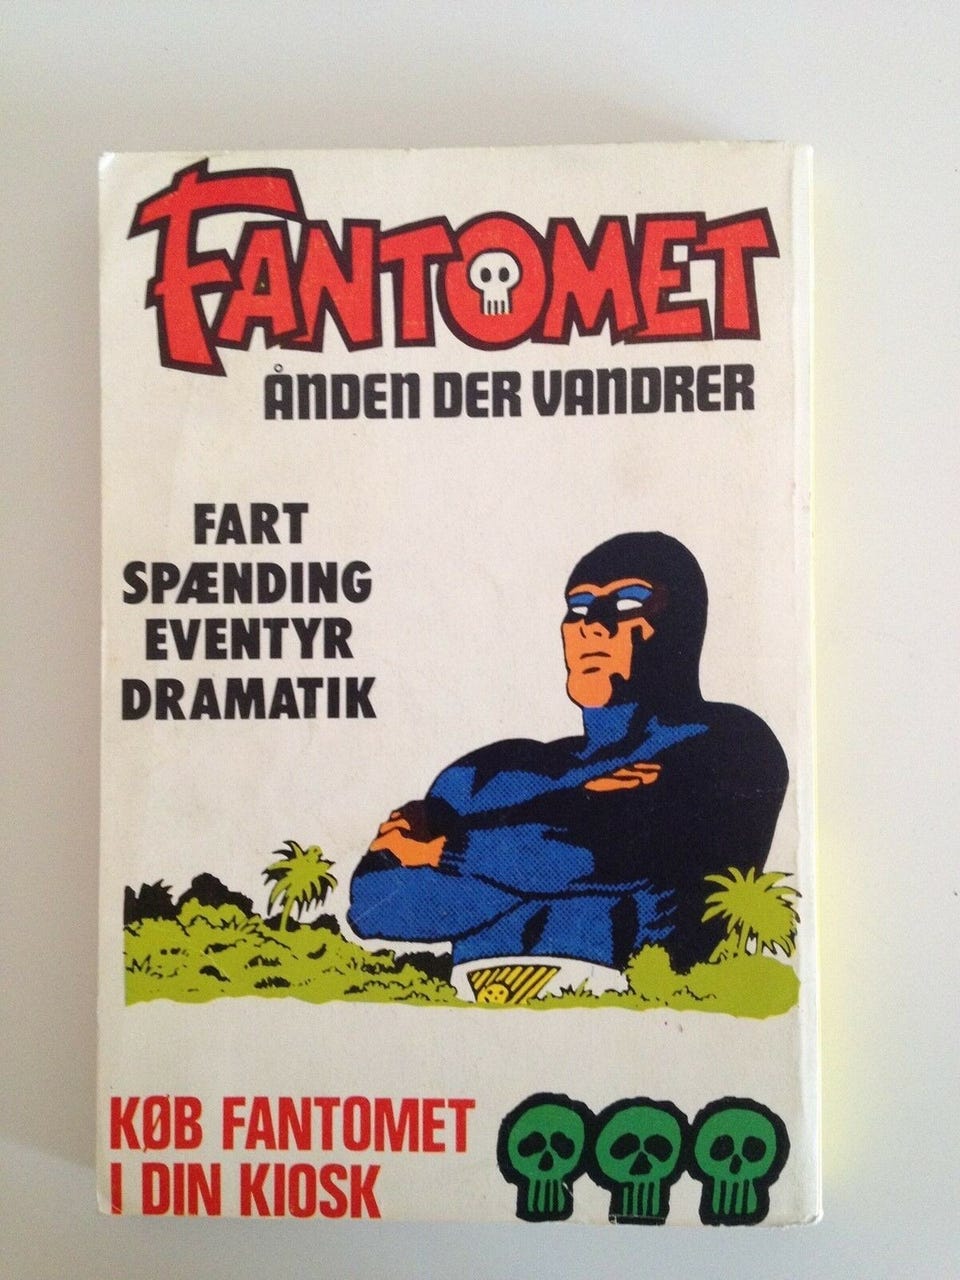 FANTOMET
ÅNDEN DER VANDRER
FART
SPÆNDING
EVENTYR
DRAMATIK
KØB FANTOMET
I DIN KIOSK